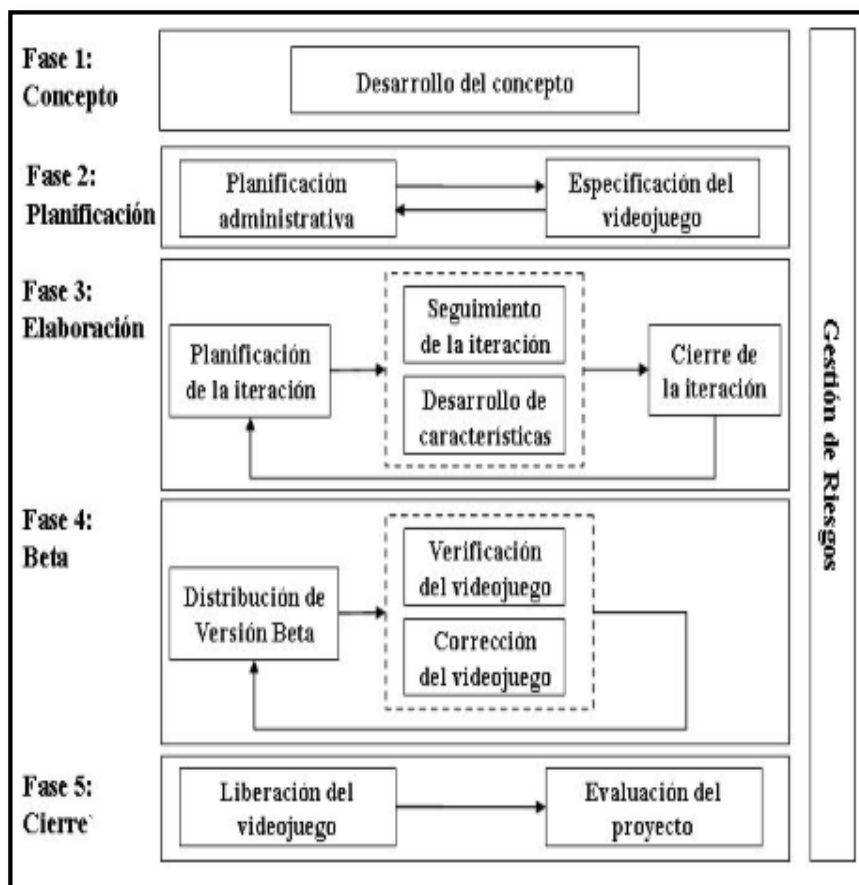 Fase 1:
Concepto
Desarrollo del concepto
Fase 2:
Planificación
Planificación
administrativa
Especificación del
videojuego
Fase 3:
Elaboración
Planificación
de la iteración
Seguimiento
de la iteración
Desarrollo de
características
Cierre de
la iteración
Fase 4:
Beta
Distribución de
Versión Beta
Verificación
del videojuego
Corrección
del videojuego
Fase 5:
Cierre
Liberación del
videojuego
Evaluación del
proyecto
Gestión de Riesgos